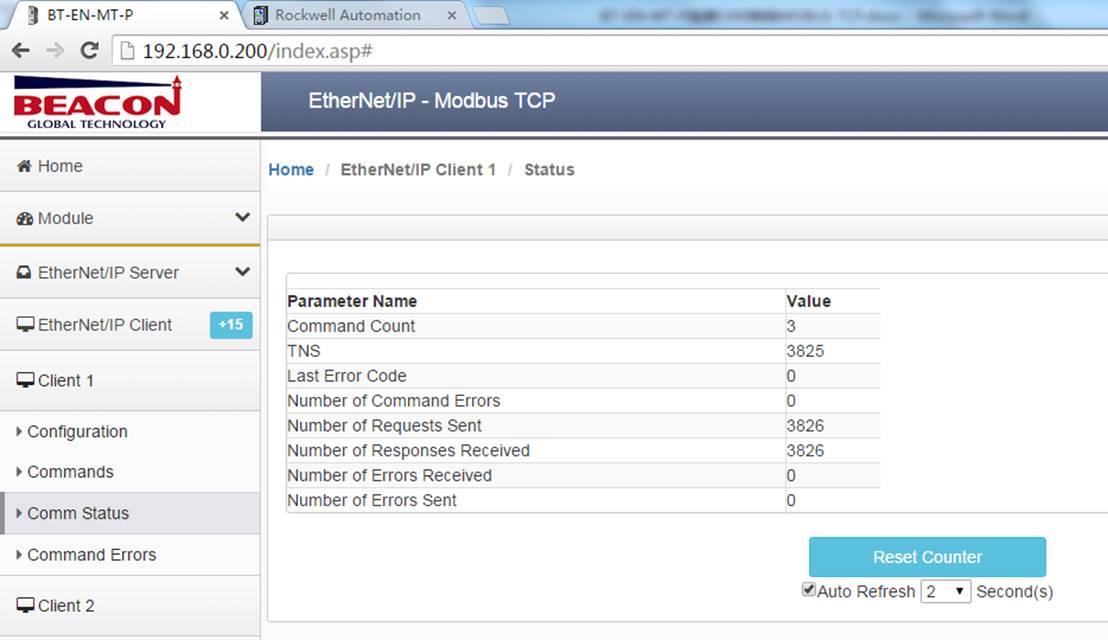 BT-EN-MT-P
Rockwell Automation
192.168.0.200/index.asp#
BEACON
GLOBAL TECHNOLOGY
EtherNet/IP - Modbus TCP
Home
Module
EtherNet/IP Server
EtherNet/IP Client +15
Client 1
Configuration
Commands
Comm Status
Command Errors
Client 2
Home / EtherNet/IP Client 1 / Status
Parameter Name Value
Command Count 3
TNS 3825
Last Error Code 0
Number of Command Errors 0
Number of Requests Sent 3826
Number of Responses Received 3826
Number of Errors Received 0
Number of Errors Sent 0
Reset Counter
Auto Refresh 2 Second(s)